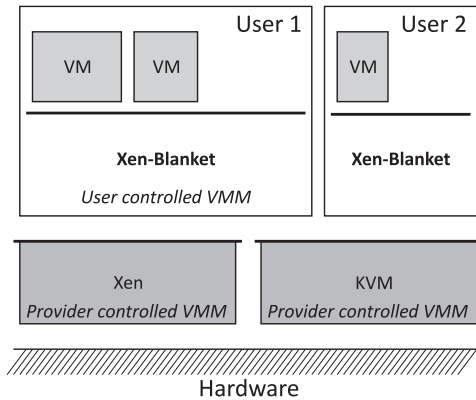 User 1
User 2
VM
VM
VM
Xen-Blanket
Xen-Blanket
User controlled VMM
Xen
KVM
Provider controlled VMM
Provider controlled VMM
Hardware